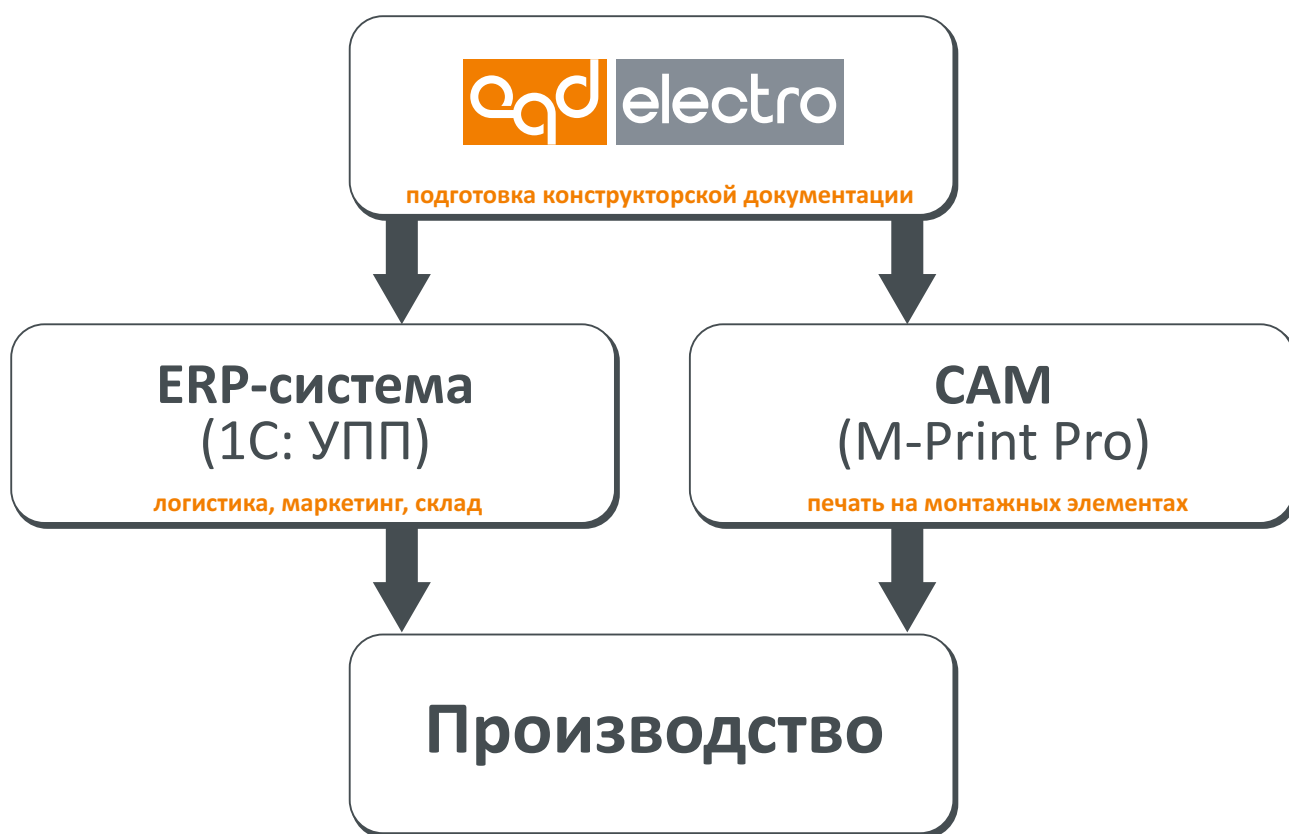 eqd electro
подготовка конструкторской документации
ERP-система
(1С: УПП)
логистика, маркетинг, склад
CAM
(M-Print Pro)
печать на монтажных элементах
Производство